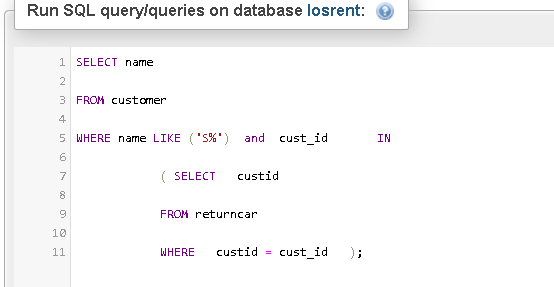 Run SQL query/queries on database losrent:
1 SELECT name
2
3 FROM customer
4
5 WHERE name LIKE ('S%') and cust_id IN
6
7 ( SELECT custid
8
9 FROM returncar
10
11 WHERE custid = cust_id );